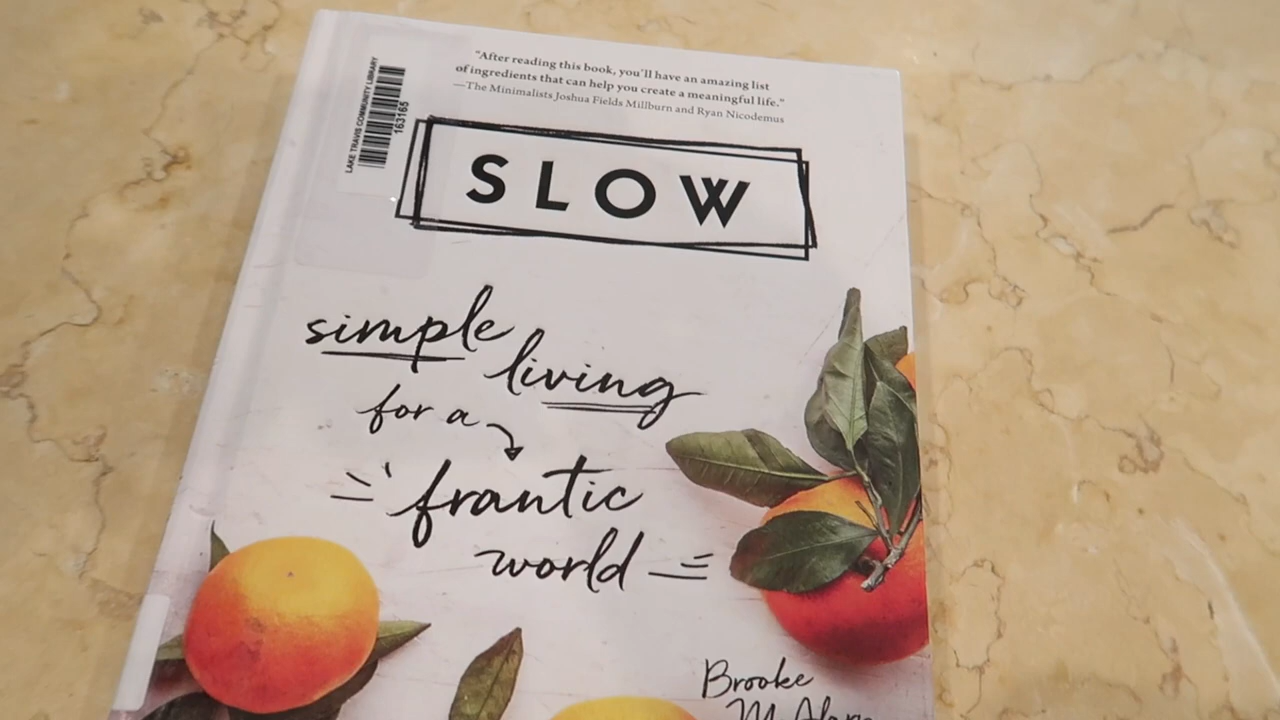 "After reading this book, you'll have an amazing list
of ingredients that can help you create a meaningful life."
—The Minimalists Joshua Fields Millburn and Ryan Nicodemus
LAKE TRAVIS COMMUNITY LIBRARY
163165
SLOW
simple
living
for a
frantic
world
Brooke